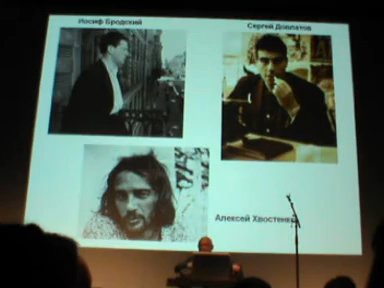 Иосиф Бродский
Сергей Довлатов
Алексей Хвостенко